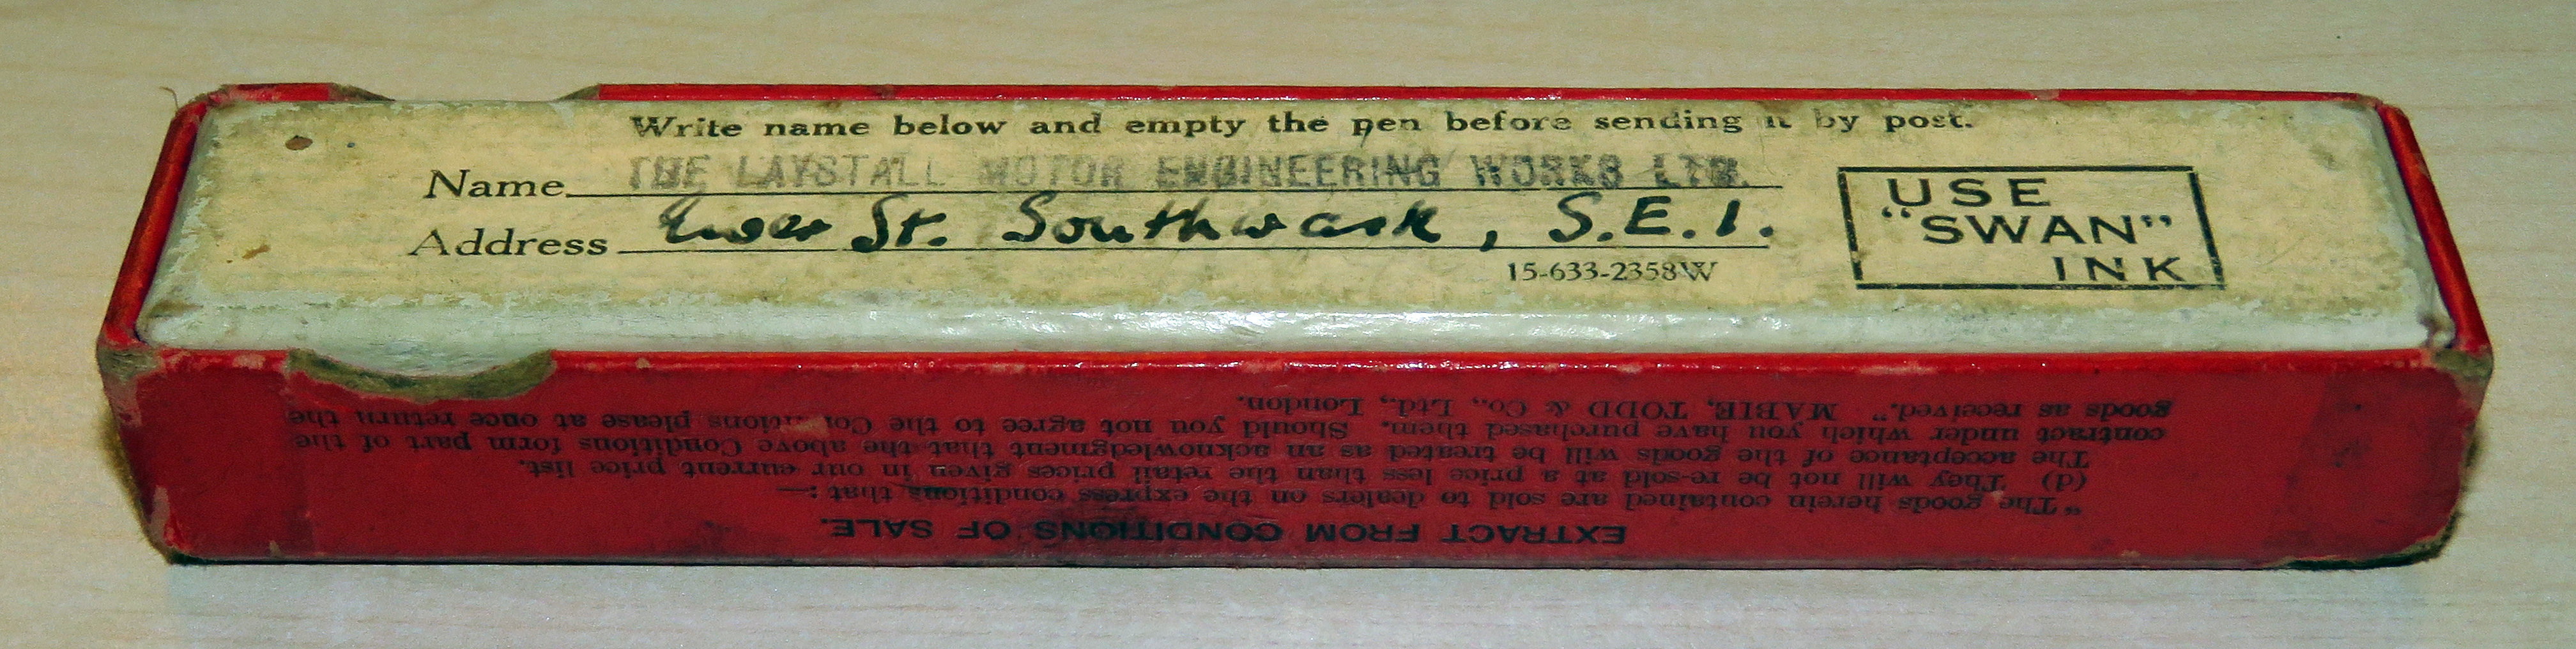 Write name below and empty the pen before sending it by post.
Name THE LAYSTALL MOTOR ENGINEERING WORKS LTD.
Address Ewer St. Southwark, S.E.1.
15-633-2358W
USE
"SWAN"
INK
EXTRACT FROM CONDITIONS OF SALE.
"The goods herein contained are sold to dealers on the express conditions that:—
(d) They will not be re-sold at a price less than the retail prices given in our current price list.
The acceptance of the goods will be treated as an acknowledgment that the above Conditions form part of the
contract under which you have purchased them. Should you not agree to the Conditions please at once return the
goods as received." MABIE, TODD & Co., Ltd., London.